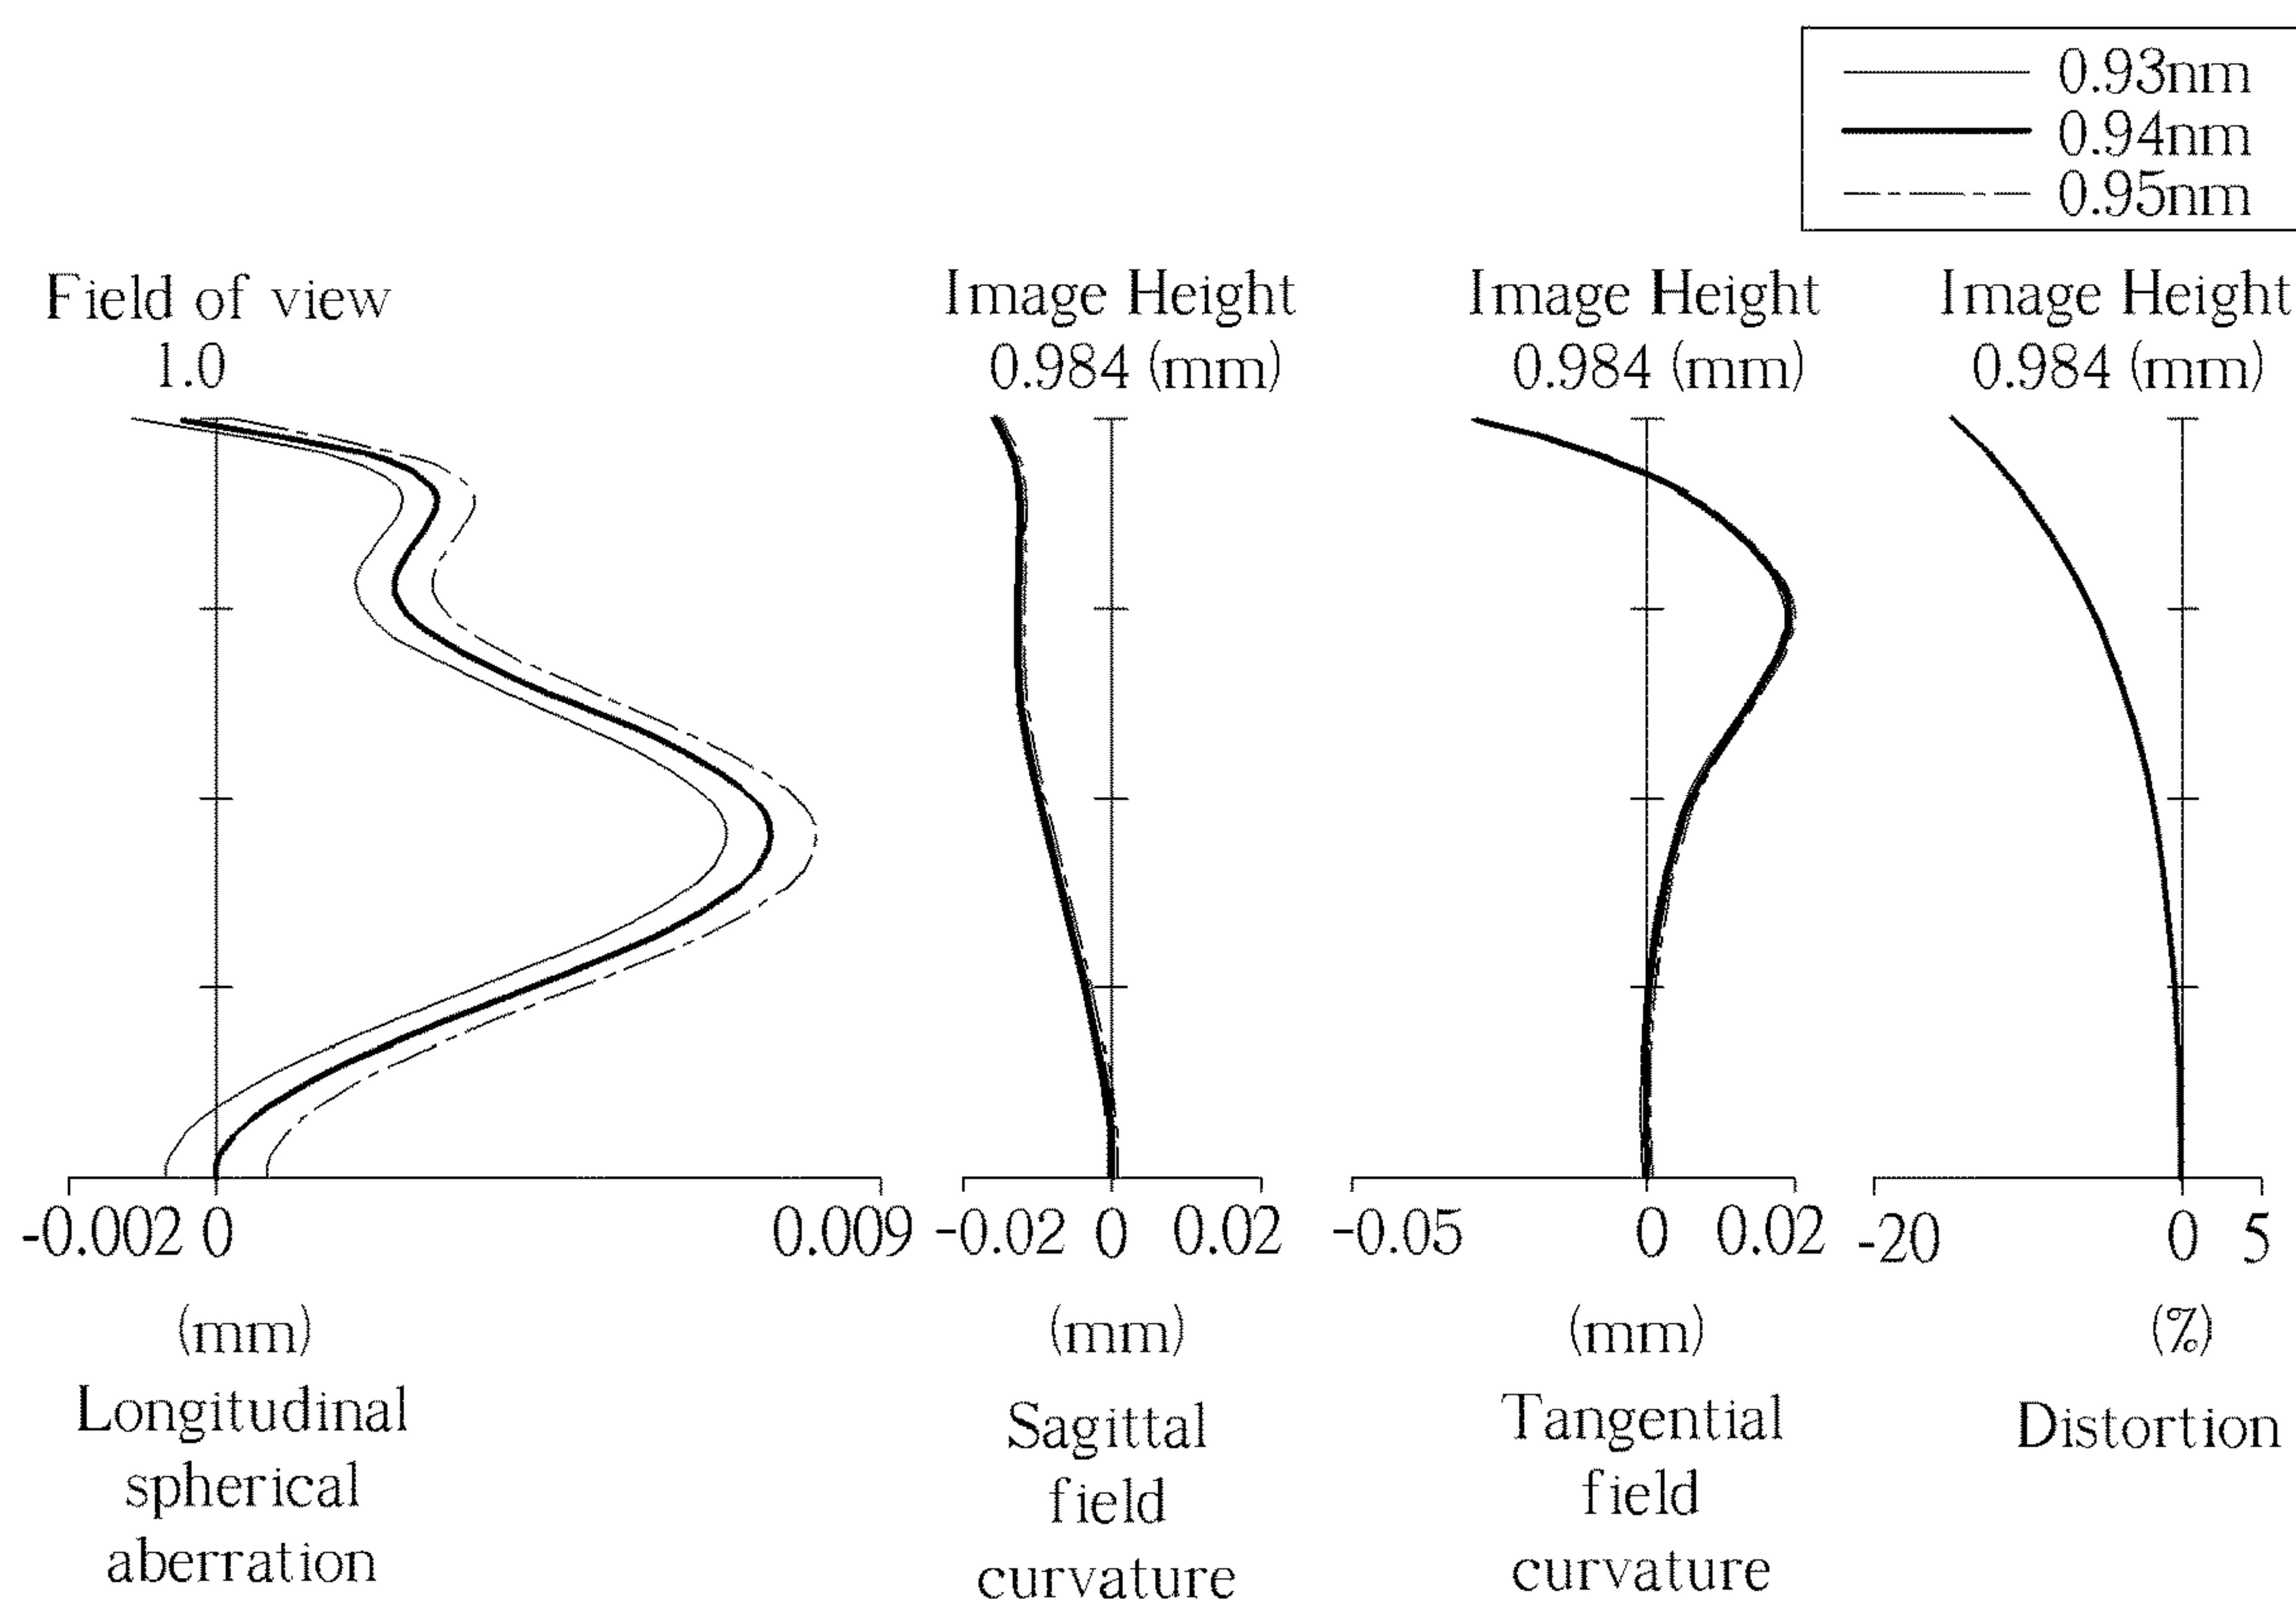 0.93nm
0.94nm
0.95nm
Field of view
1.0
Image Height
0.984 (mm)
Image Height
0.984 (mm)
Image Height
0.984 (mm)
-0.002 0 0.009
-0.02 0 0.02
-0.05 0 0.02
-20 0 5
(mm)
Longitudinal
spherical
aberration
(mm)
Sagittal
field
curvature
(mm)
Tangential
field
curvature
(%)
Distortion